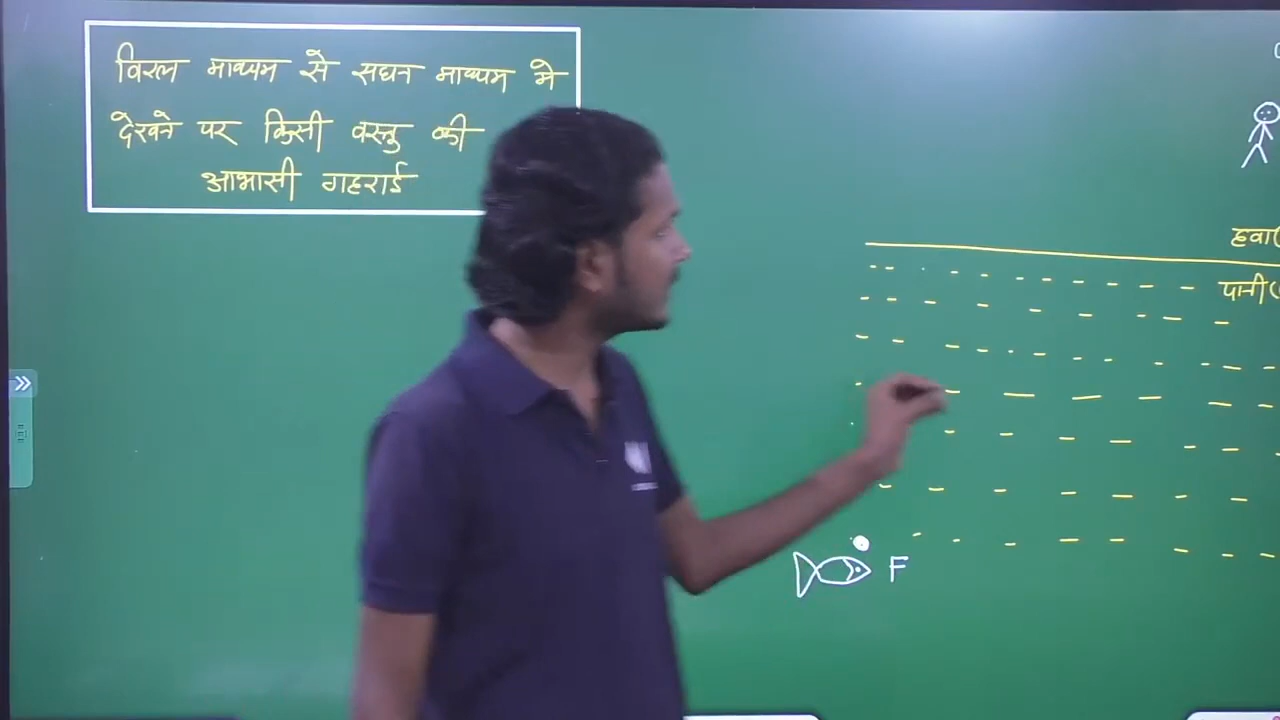 विरल माध्यम से सघन माध्यम मे
देखने पर किसी वस्तु की
आभासी गहराई
हवा(
पानी(
F